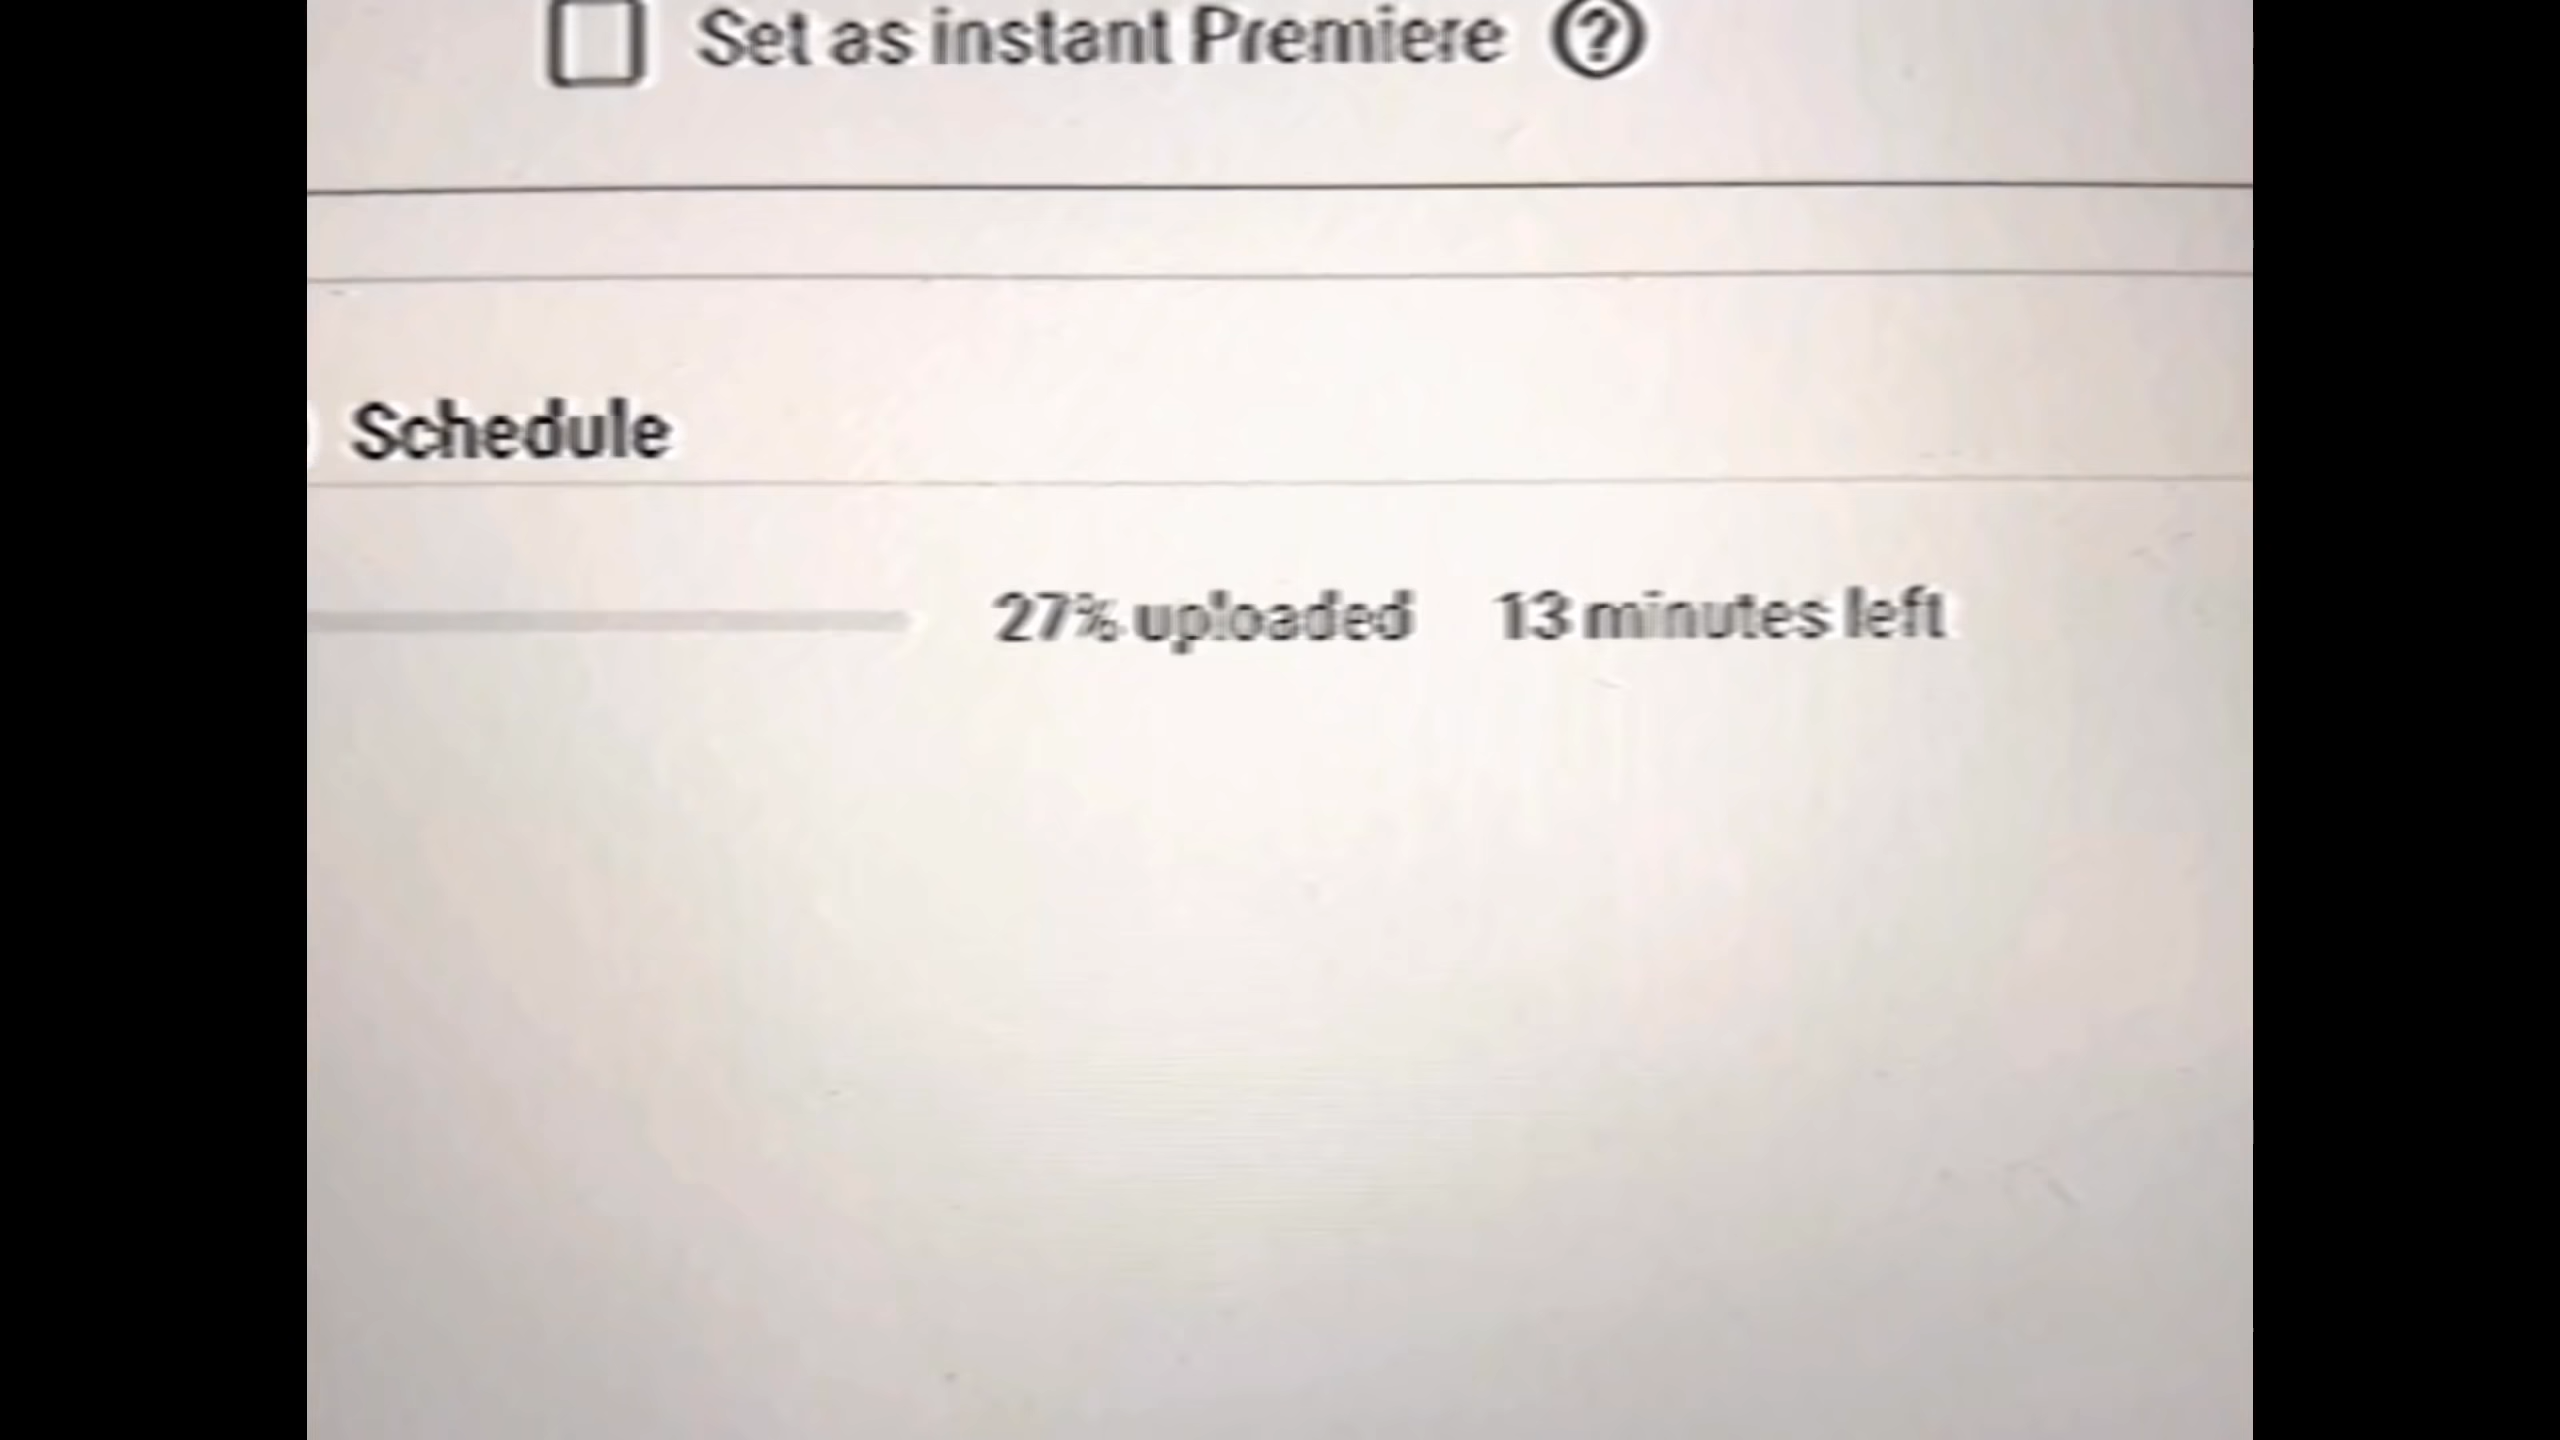 Set as instant Premiere ?
Schedule
27% uploaded 13 minutes left